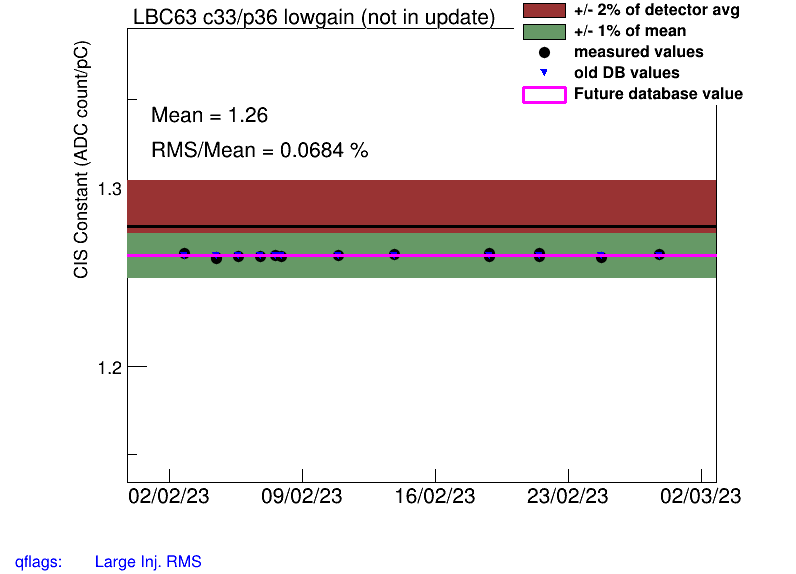 LBC63 c33/p36 lowgain (not in update)
+/- 2% of detector avg
+/- 1% of mean
measured values
old DB values
Future database value
Mean = 1.26
RMS/Mean = 0.0684 %
CIS Constant (ADC count/pC)
1.3
1.2
02/02/23
09/02/23
16/02/23
23/02/23
02/03/23
qflags: Large Inj. RMS